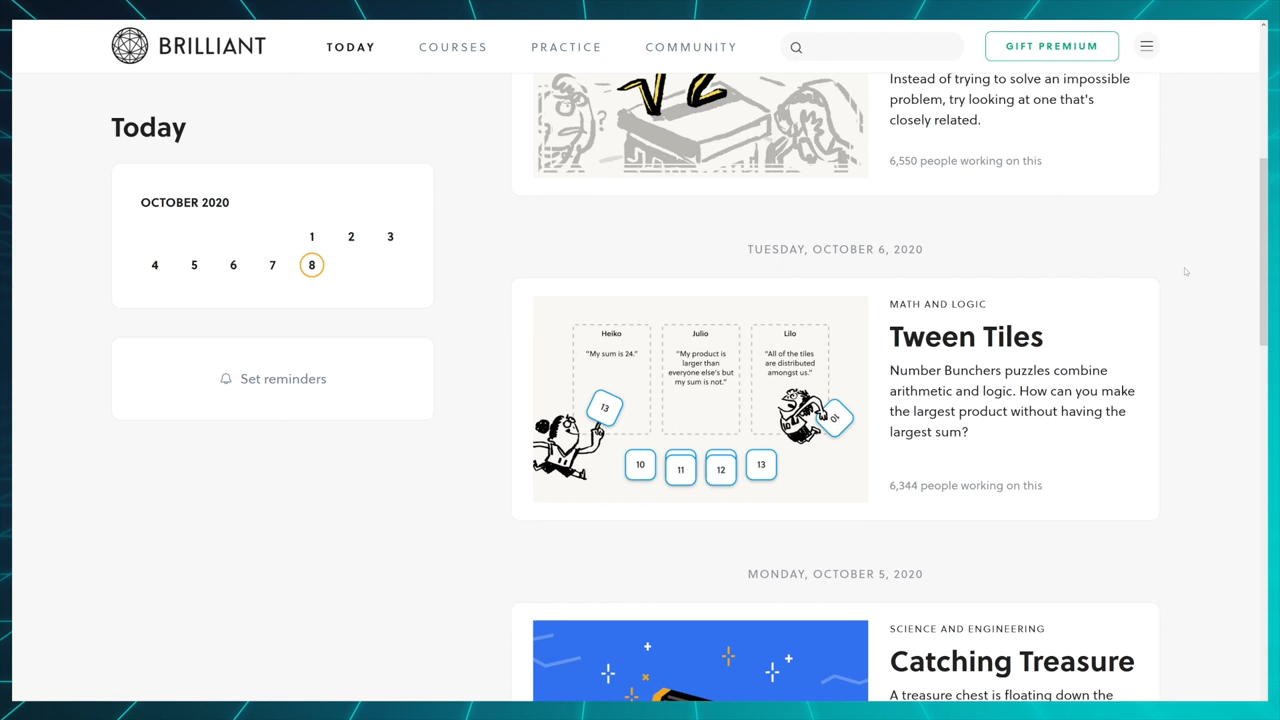 BRILLIANT
TODAY
COURSES
PRACTICE
COMMUNITY
GIFT PREMIUM
Today
OCTOBER 2020
1 2 3
4 5 6 7 8
Set reminders
√2
Instead of trying to solve an impossible
problem, try looking at one that's
closely related.
6,550 people working on this
TUESDAY, OCTOBER 6, 2020
Heiko
"My sum is 24."
Julio
"My product is
larger than
everyone else's but
my sum is not."
Lilo
"All of the tiles
are distributed
amongst us."
13
10
10
11
12
13
MATH AND LOGIC
Tween Tiles
Number Bunchers puzzles combine
arithmetic and logic. How can you make
the largest product without having the
largest sum?
6,344 people working on this
MONDAY, OCTOBER 5, 2020
SCIENCE AND ENGINEERING
Catching Treasure
A treasure chest is floating down the